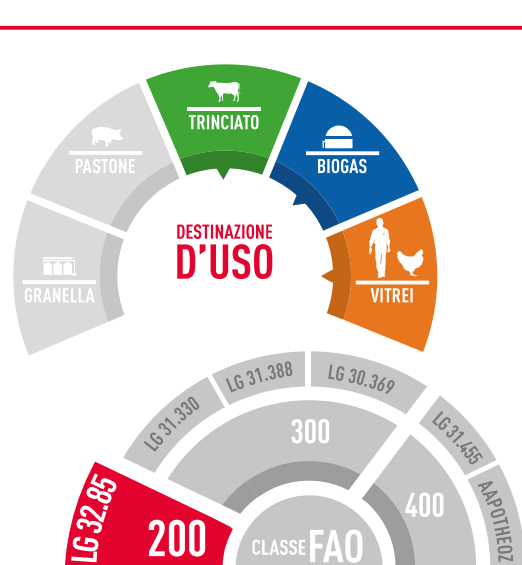 TRINCIATO
PASTONE
BIOGAS
GRANELLA
VITREI
DESTINAZIONE
D'USO
LG 31.330
LG 31.388
LG 30.369
LG 31.455
AAPOTHEOZ
LG 32.85
200
300
400
CLASSE FAO